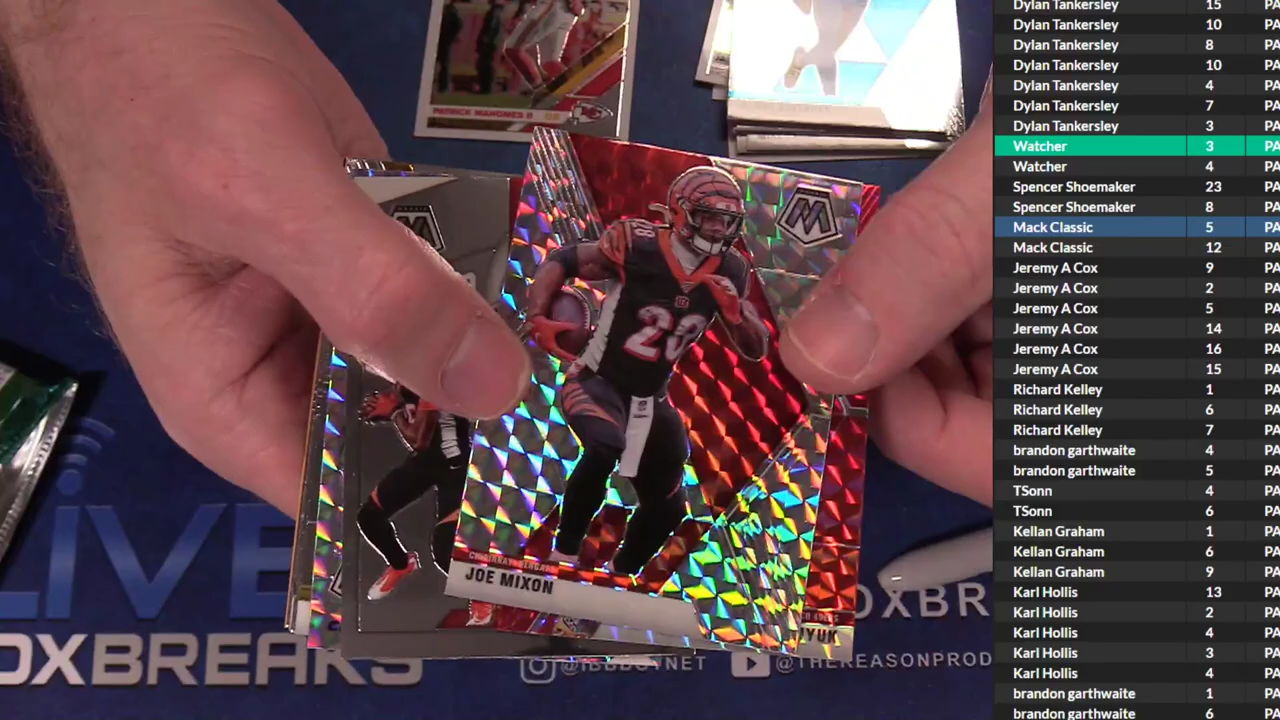 PATRICK MAHOMES II QB
28
CINCINNATI BENGALS
JOE MIXON
IYUK
LIVE
OXBREAKS
OXBR
@IBBDOTNET
@THEREASONPROD
Dylan Tankersley 15 PA
Dylan Tankersley 10 PA
Dylan Tankersley 8 PA
Dylan Tankersley 10 PA
Dylan Tankersley 4 PA
Dylan Tankersley 7 PA
Dylan Tankersley 3 PA
Watcher 3 PA
Watcher 4 PA
Spencer Shoemaker 23 PA
Spencer Shoemaker 8 PA
Mack Classic 5 PA
Mack Classic 12 PA
Jeremy A Cox 9 PA
Jeremy A Cox 2 PA
Jeremy A Cox 5 PA
Jeremy A Cox 14 PA
Jeremy A Cox 16 PA
Jeremy A Cox 15 PA
Richard Kelley 1 PA
Richard Kelley 6 PA
Richard Kelley 7 PA
brandon garthwaite 4 PA
brandon garthwaite 5 PA
TSonn 4 PA
TSonn 6 PA
Kellan Graham 1 PA
Kellan Graham 6 PA
Kellan Graham 9 PA
Karl Hollis 13 PA
Karl Hollis 2 PA
Karl Hollis 4 PA
Karl Hollis 3 PA
Karl Hollis 4 PA
brandon garthwaite 1 PA
brandon garthwaite 6 PA